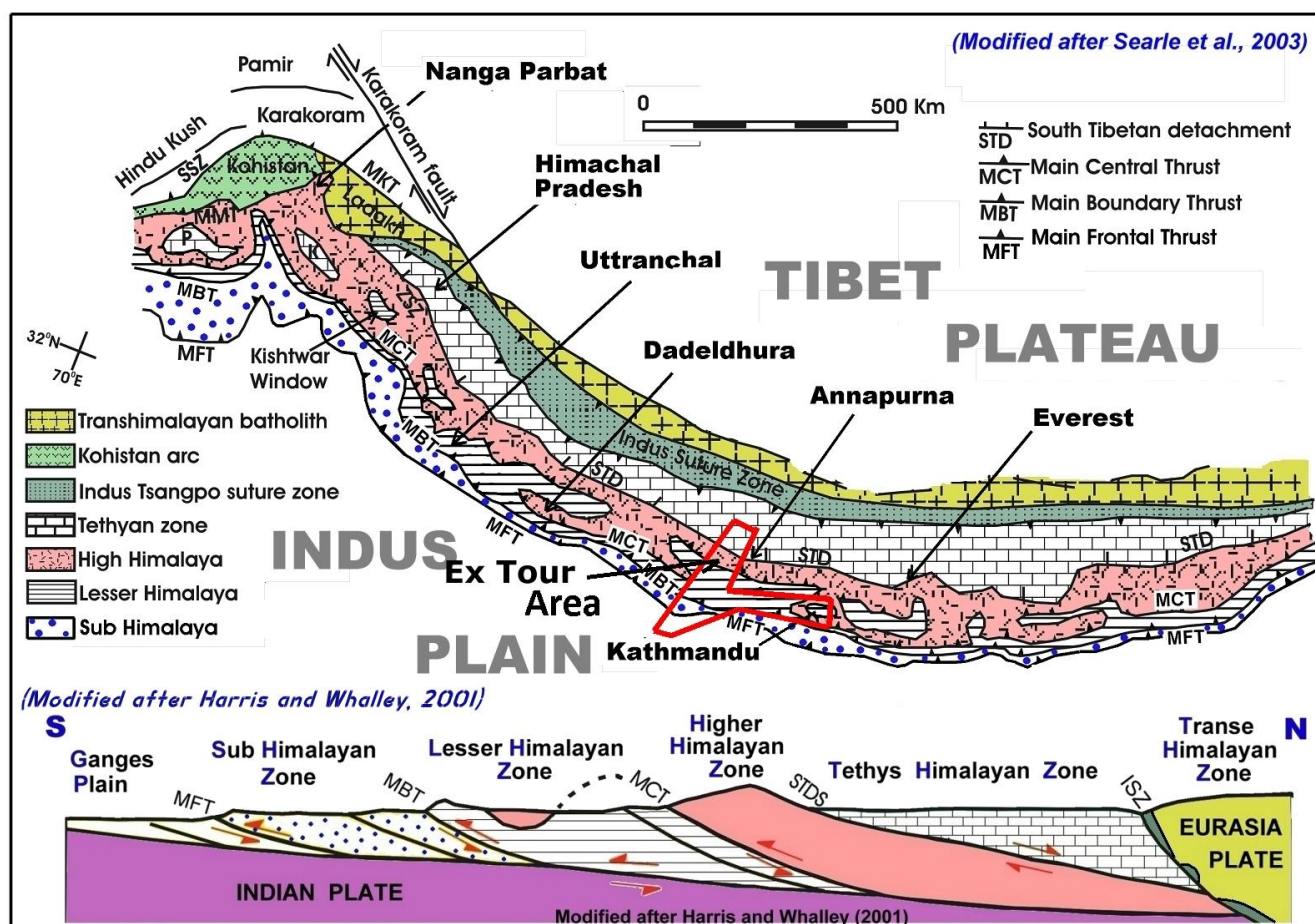 (Modified after Searle et al., 2003)
Pamir
Nanga Parbat
Karakoram
Hindu Kush
SSZ
Kohistan
Karakoram fault
MKT
Ladakh
0
500 Km
STD
South Tibetan detachment
MCT
Main Central Thrust
MBT
Main Boundary Thrust
MFT
Main Frontal Thrust
Himachal
Pradesh
MMT
P
K
Uttranchal
TIBET
PLATEAU
ZSZ
MBT
MFT
32°N
70°E
Kishtwar
Window
MCT
Dadeldhura
Annapurna
Everest
Transhimalayan batholith
Kohistan arc
Indus Tsangpo suture zone
Tethyan zone
High Himalaya
Lesser Himalaya
Sub Himalaya
MBT
Indus Suture Zone
STD
INDUS
PLAIN
MFT
MCT
MBT
Ex Tour
Area
STD
STD
MCT
MFT
MFT
Kathmandu
(Modified after Harris and Whalley, 2001)
S
N
Ganges
Plain
Sub Himalayan
Zone
Lesser Himalayan
Zone
Higher
Himalayan
Zone
Tethys Himalayan Zone
Transe
Himalayan
Zone
MFT
MBT
MCT
STDS
ISZ
EURASIA
PLATE
INDIAN PLATE
Modified after Harris and Whalley (2001)